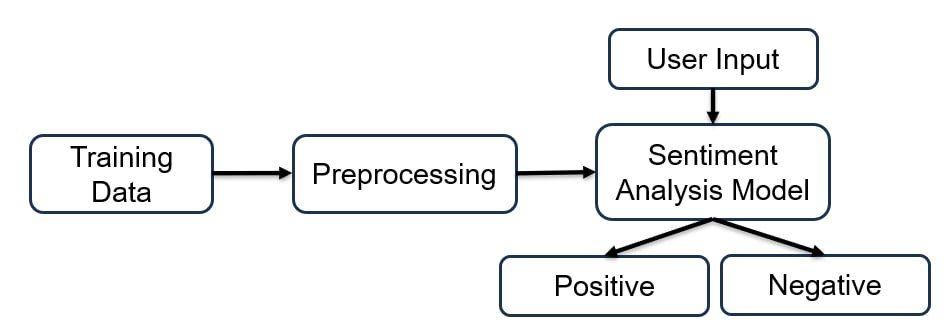 User Input
Training
Data
Preprocessing
Sentiment
Analysis Model
Positive
Negative